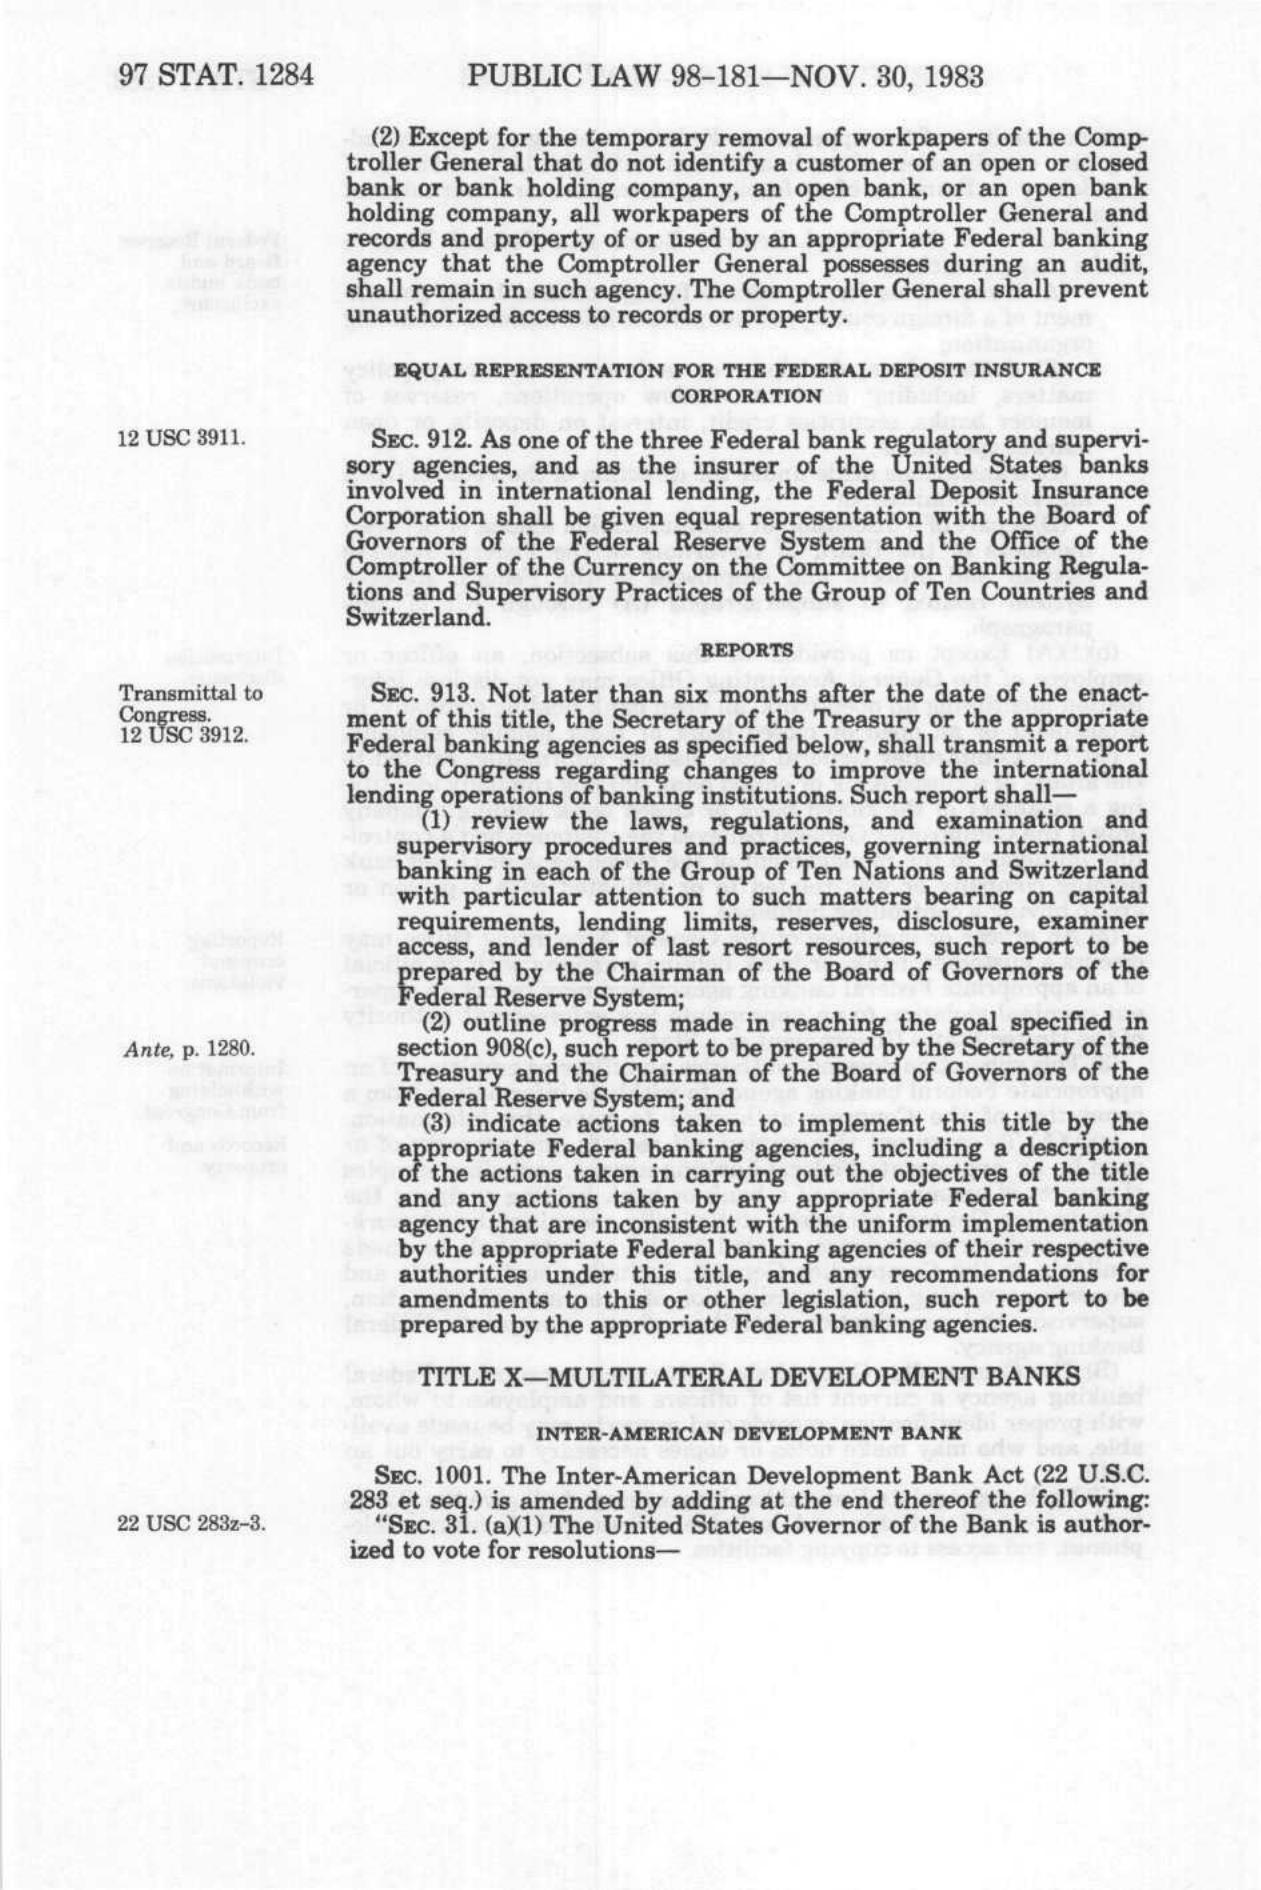 97 STAT. 1284 PUBLIC LAW 98-181—NOV. 30, 1983
(2) Except for the temporary removal of workpapers of the Comp-
troller General that do not identify a customer of an open or closed
bank or bank holding company, an open bank, or an open bank
holding company, all workpapers of the Comptroller General and
records and property of or used by an appropriate Federal banking
agency that the Comptroller General possesses during an audit,
shall remain in such agency. The Comptroller General shall prevent
unauthorized access to records or property.
EQUAL REPRESENTATION FOR THE FEDERAL DEPOSIT INSURANCE
CORPORATION
12 USC 3911.
SEC. 912. As one of the three Federal bank regulatory and supervi-
sory agencies, and as the insurer of the United States banks
involved in international lending, the Federal Deposit Insurance
Corporation shall be given equal representation with the Board of
Governors of the Federal Reserve System and the Office of the
Comptroller of the Currency on the Committee on Banking Regula-
tions and Supervisory Practices of the Group of Ten Countries and
Switzerland.
REPORTS
Transmittal to
Congress.
12 USC 3912.
SEC. 913. Not later than six months after the date of the enact-
ment of this title, the Secretary of the Treasury or the appropriate
Federal banking agencies as specified below, shall transmit a report
to the Congress regarding changes to improve the international
lending operations of banking institutions. Such report shall—
(1) review the laws, regulations, and examination and
supervisory procedures and practices, governing international
banking in each of the Group of Ten Nations and Switzerland
with particular attention to such matters bearing on capital
requirements, lending limits, reserves, disclosure, examiner
access, and lender of last resort resources, such report to be
prepared by the Chairman of the Board of Governors of the
Federal Reserve System;
(2) outline progress made in reaching the goal specified in
Ante, p. 1280.
section 908(c), such report to be prepared by the Secretary of the
Treasury and the Chairman of the Board of Governors of the
Federal Reserve System; and
(3) indicate actions taken to implement this title by the
appropriate Federal banking agencies, including a description
of the actions taken in carrying out the objectives of the title
and any actions taken by any appropriate Federal banking
agency that are inconsistent with the uniform implementation
by the appropriate Federal banking agencies of their respective
authorities under this title, and any recommendations for
amendments to this or other legislation, such report to be
prepared by the appropriate Federal banking agencies.
TITLE X—MULTILATERAL DEVELOPMENT BANKS
INTER-AMERICAN DEVELOPMENT BANK
SEC. 1001. The Inter-American Development Bank Act (22 U.S.C.
283 et seq.) is amended by adding at the end thereof the following:
22 USC 283z-3.
"SEC. 31. (a)(1) The United States Governor of the Bank is author-
ized to vote for resolutions—